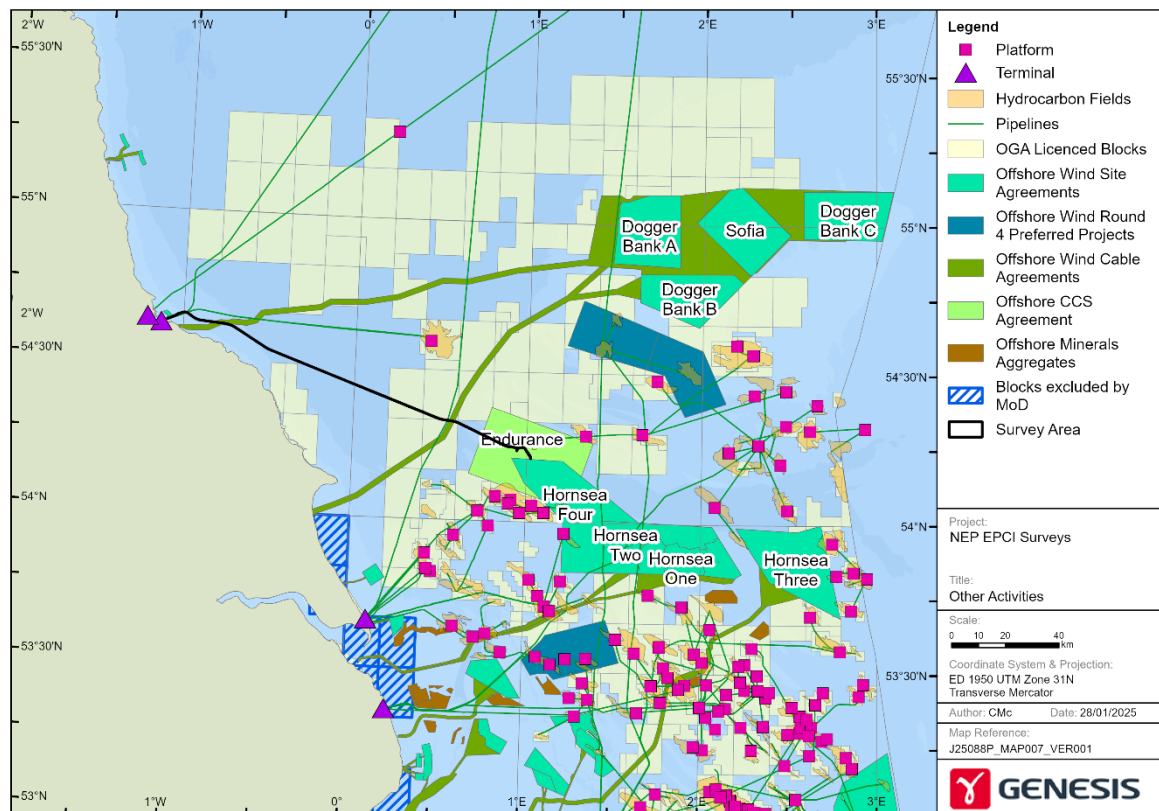 2°W
1°W
0°
1°E
2°E
3°E
55°30'N
55°30'N
55°N
55°N
2°W
54°30'N
54°30'N
54°N
54°N
53°30'N
53°30'N
53°N
53°N
1°W
0°
1°E
2°E
3°E
Dogger
Bank A
Sofia
Dogger
Bank C
Dogger
Bank B
Endurance
Hornsea
Four
Hornsea
Two
Hornsea
One
Hornsea
Three
Legend
Platform
Terminal
Hydrocarbon Fields
Pipelines
OGA Licenced Blocks
Offshore Wind Site
Agreements
Offshore Wind Round
4 Preferred Projects
Offshore Wind Cable
Agreements
Offshore CCS
Agreement
Offshore Minerals
Aggregates
Blocks excluded by
MoD
Survey Area
Project:
NEP EPCI Surveys
Title:
Other Activities
Scale:
0 10 20 40
km
Coordinate System & Projection:
ED 1950 UTM Zone 31N
Transverse Mercator
Author: CMc Date: 28/01/2025
Map Reference:
J25088P_MAP007_VER001
GENESIS